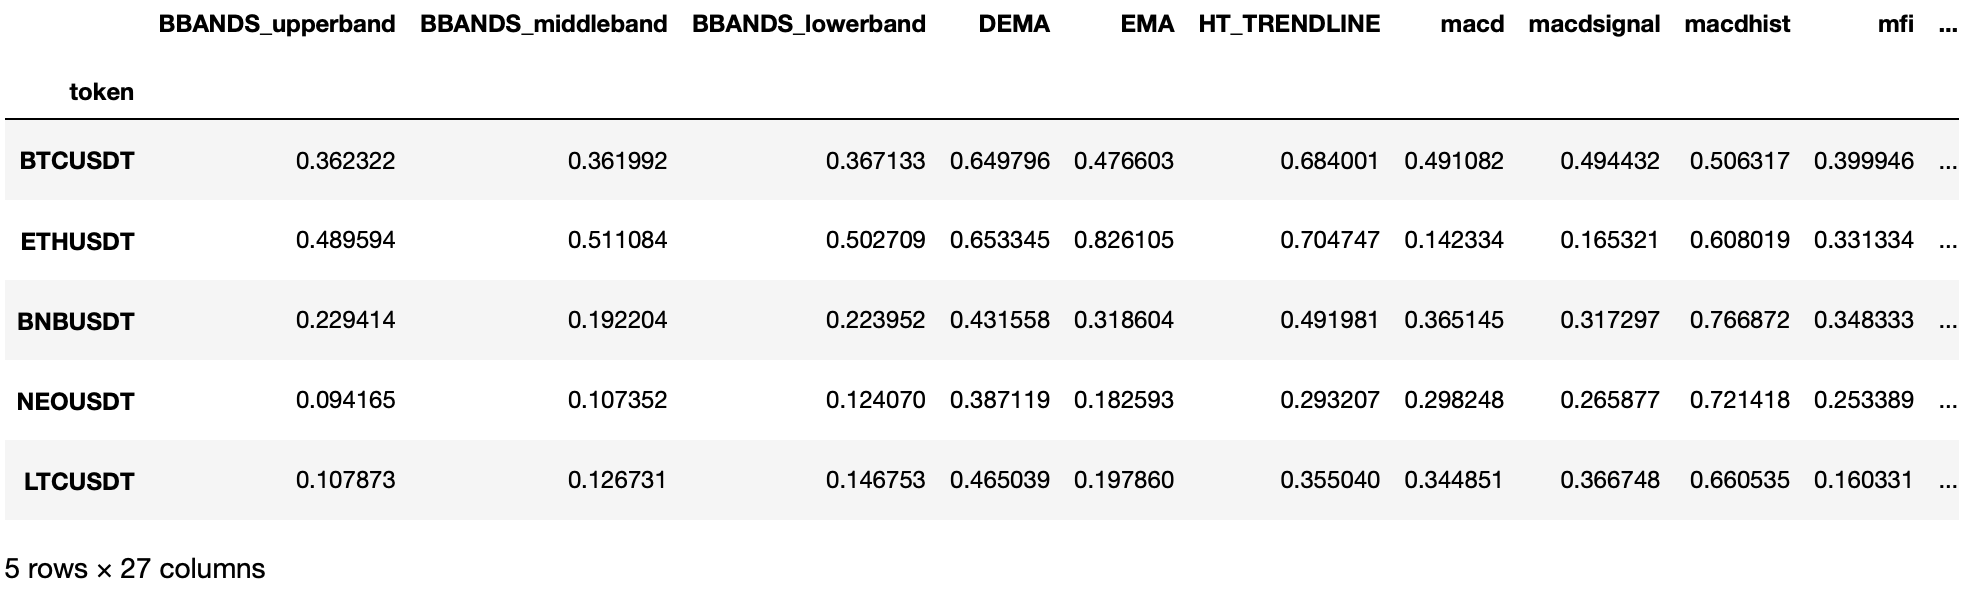 BBANDS_upperband BBANDS_middleband BBANDS_lowerband DEMA EMA HT_TRENDLINE macd macdsignal macdhist mfi ...
token
BTCUSDT 0.362322 0.361992 0.367133 0.649796 0.476603 0.684001 0.491082 0.494432 0.506317 0.399946 ...
ETHUSDT 0.489594 0.511084 0.502709 0.653345 0.826105 0.704747 0.142334 0.165321 0.608019 0.331334 ...
BNBUSDT 0.229414 0.192204 0.223952 0.431558 0.318604 0.491981 0.365145 0.317297 0.766872 0.348333 ...
NEOUSDT 0.094165 0.107352 0.124070 0.387119 0.182593 0.293207 0.298248 0.265877 0.721418 0.253389 ...
LTCUSDT 0.107873 0.126731 0.146753 0.465039 0.197860 0.355040 0.344851 0.366748 0.660535 0.160331 ...
5 rows × 27 columns